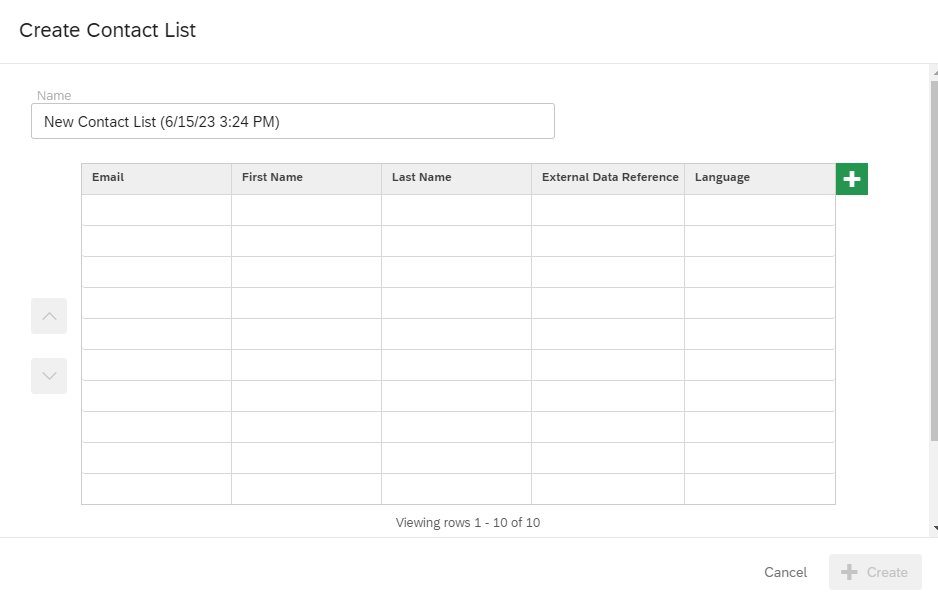 Create Contact List
Name
New Contact List (6/15/23 3:24 PM)
Email First Name Last Name External Data Reference Language
Viewing rows 1 - 10 of 10
Cancel Create